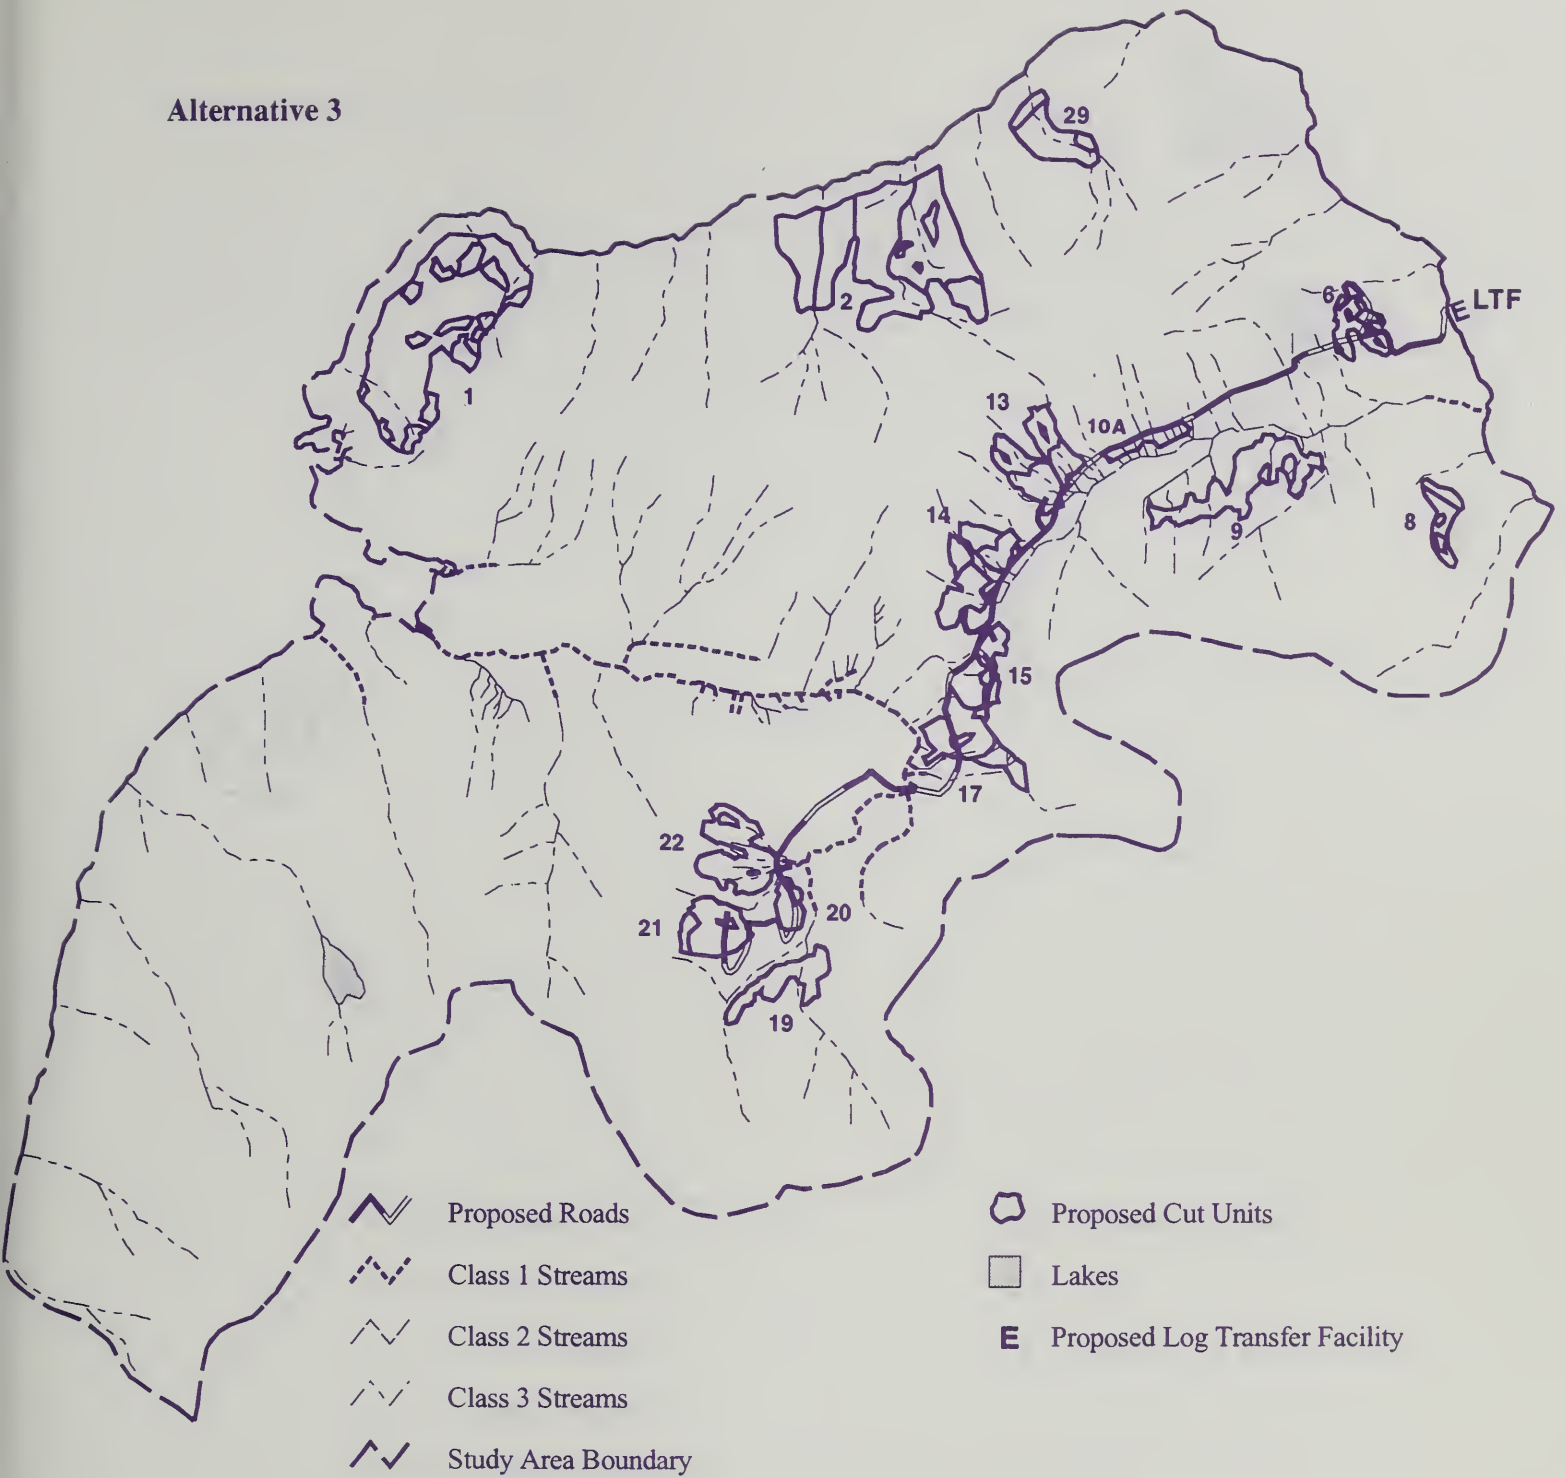 Alternative 3
29
2
6
E LTF
1
13
10A
14
9
8
15
17
22
21
20
19
Proposed Roads
Class 1 Streams
Class 2 Streams
Class 3 Streams
Study Area Boundary
Proposed Cut Units
Lakes
E Proposed Log Transfer Facility